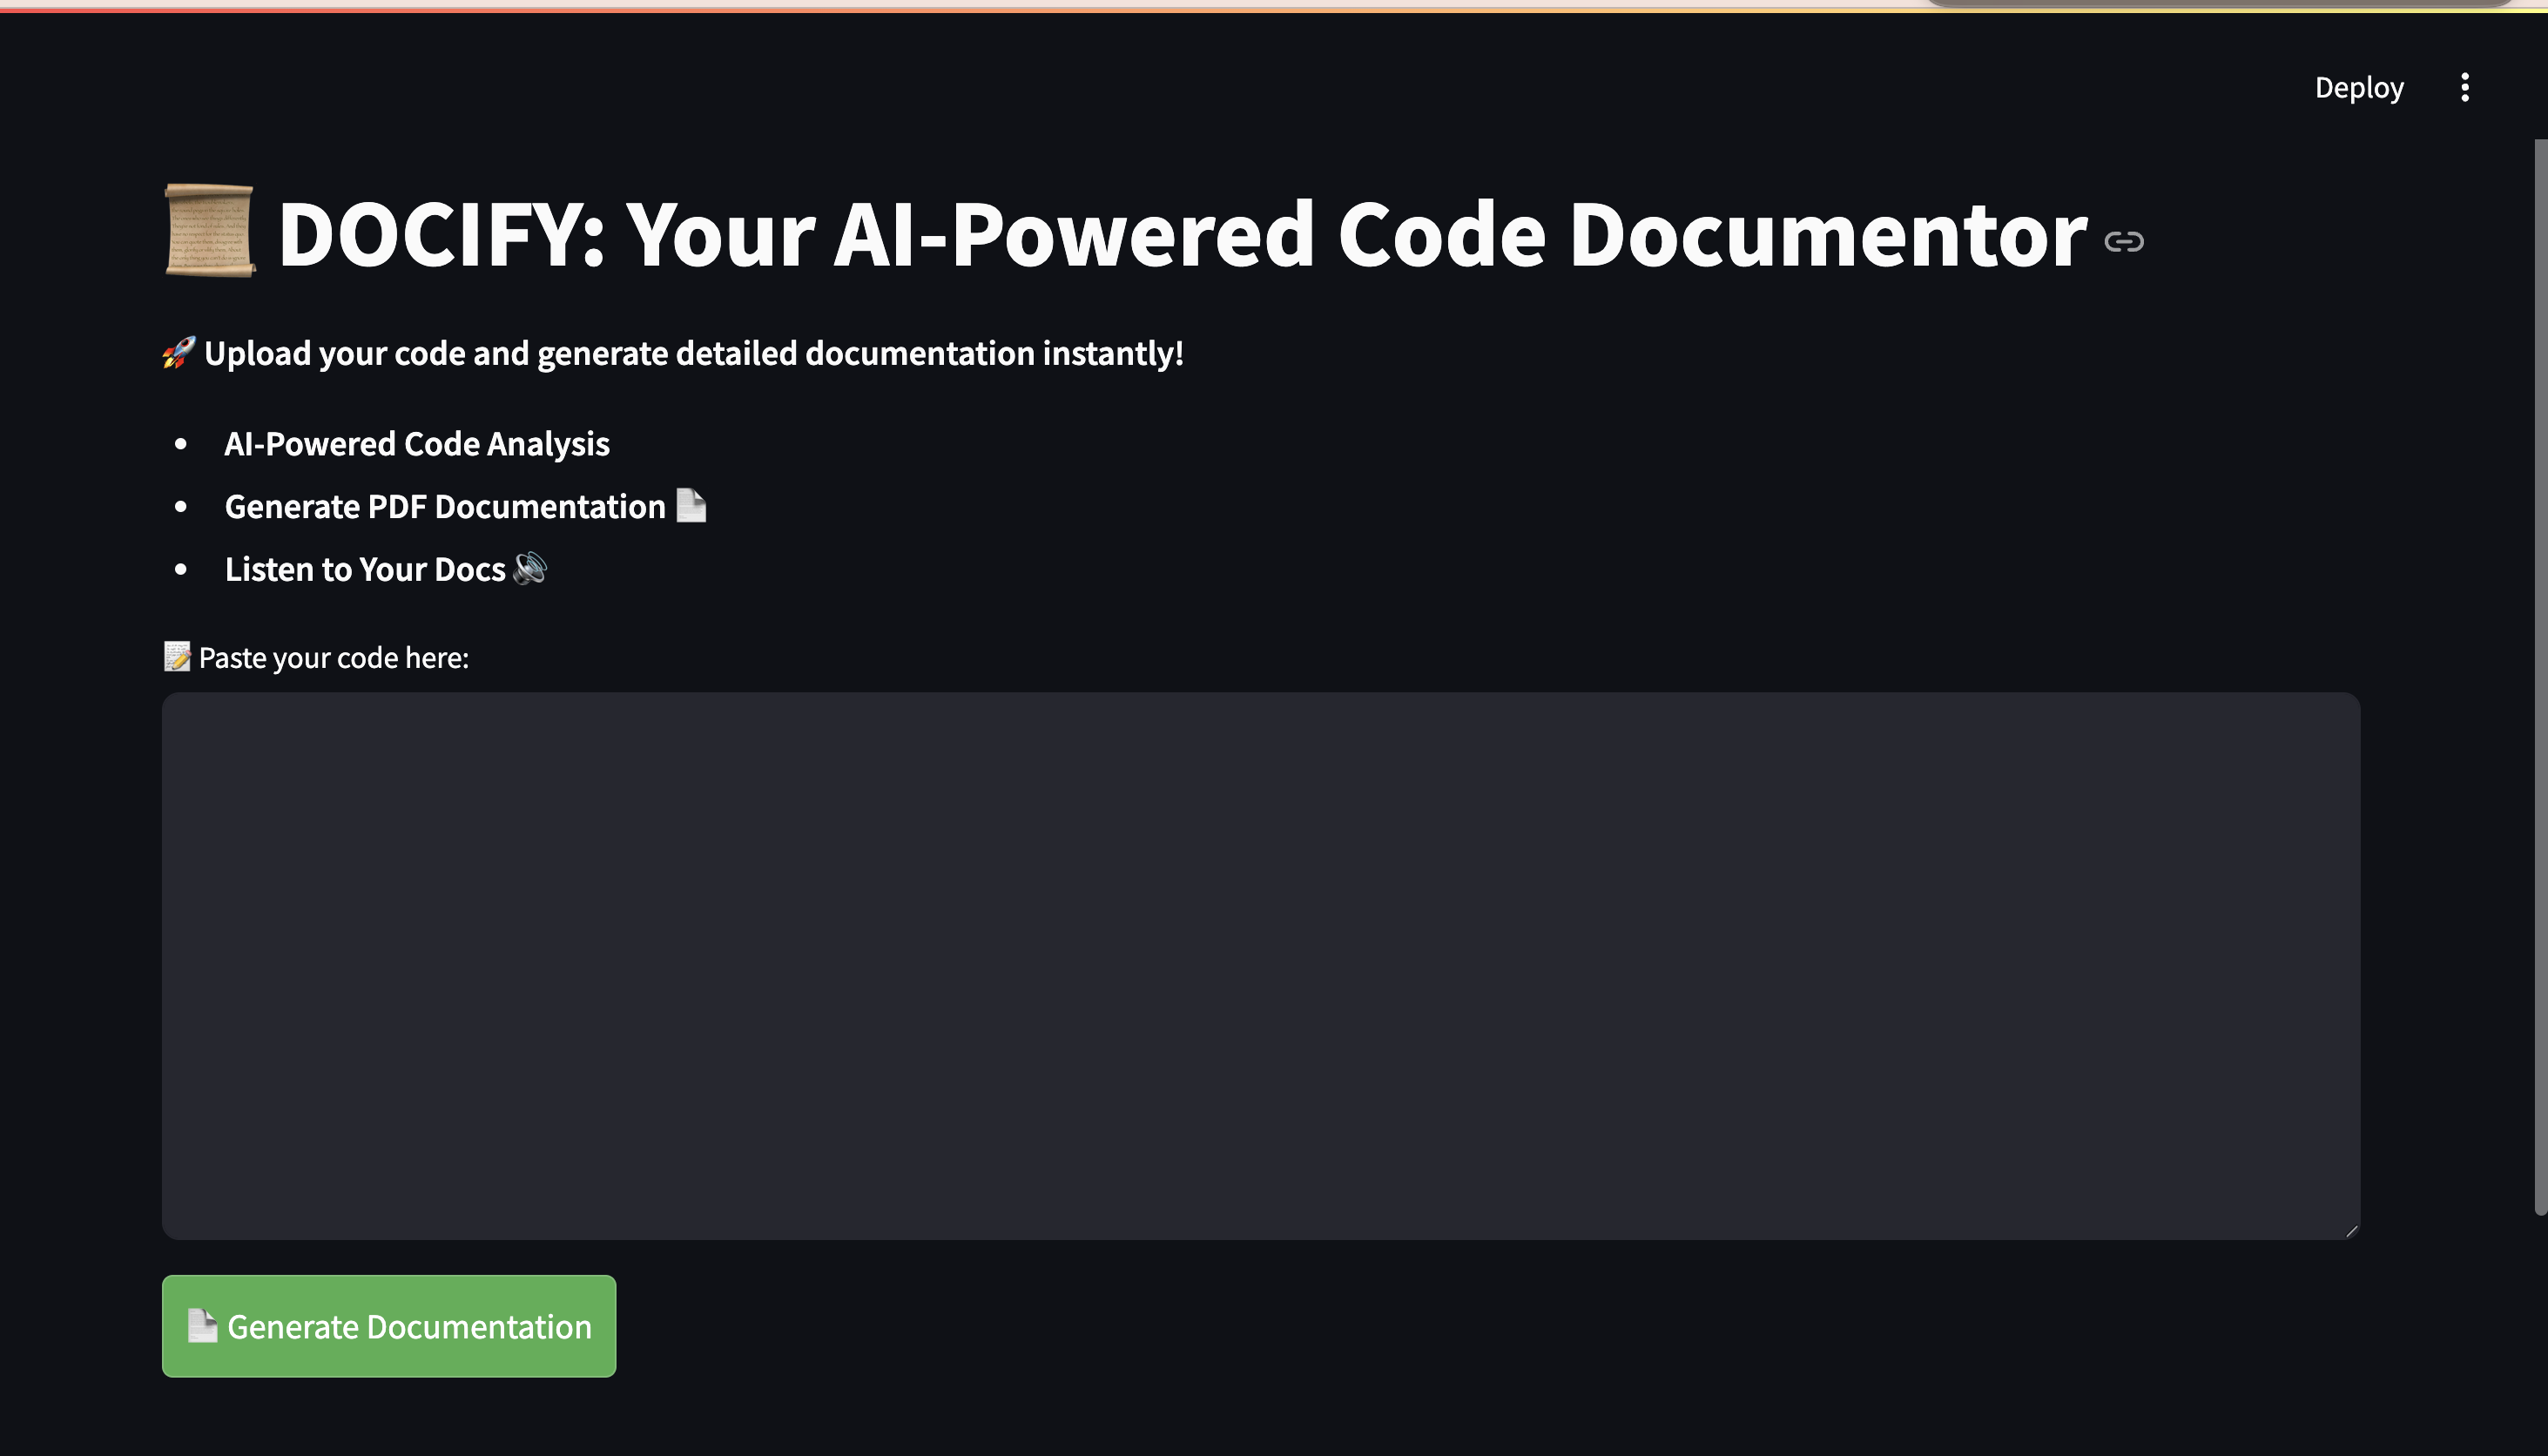 Deploy
📜 DOCIFY: Your AI-Powered Code Documentor
🚀 Upload your code and generate detailed documentation instantly!
• AI-Powered Code Analysis
• Generate PDF Documentation 📄
• Listen to Your Docs 🔊
📝 Paste your code here:
📄 Generate Documentation